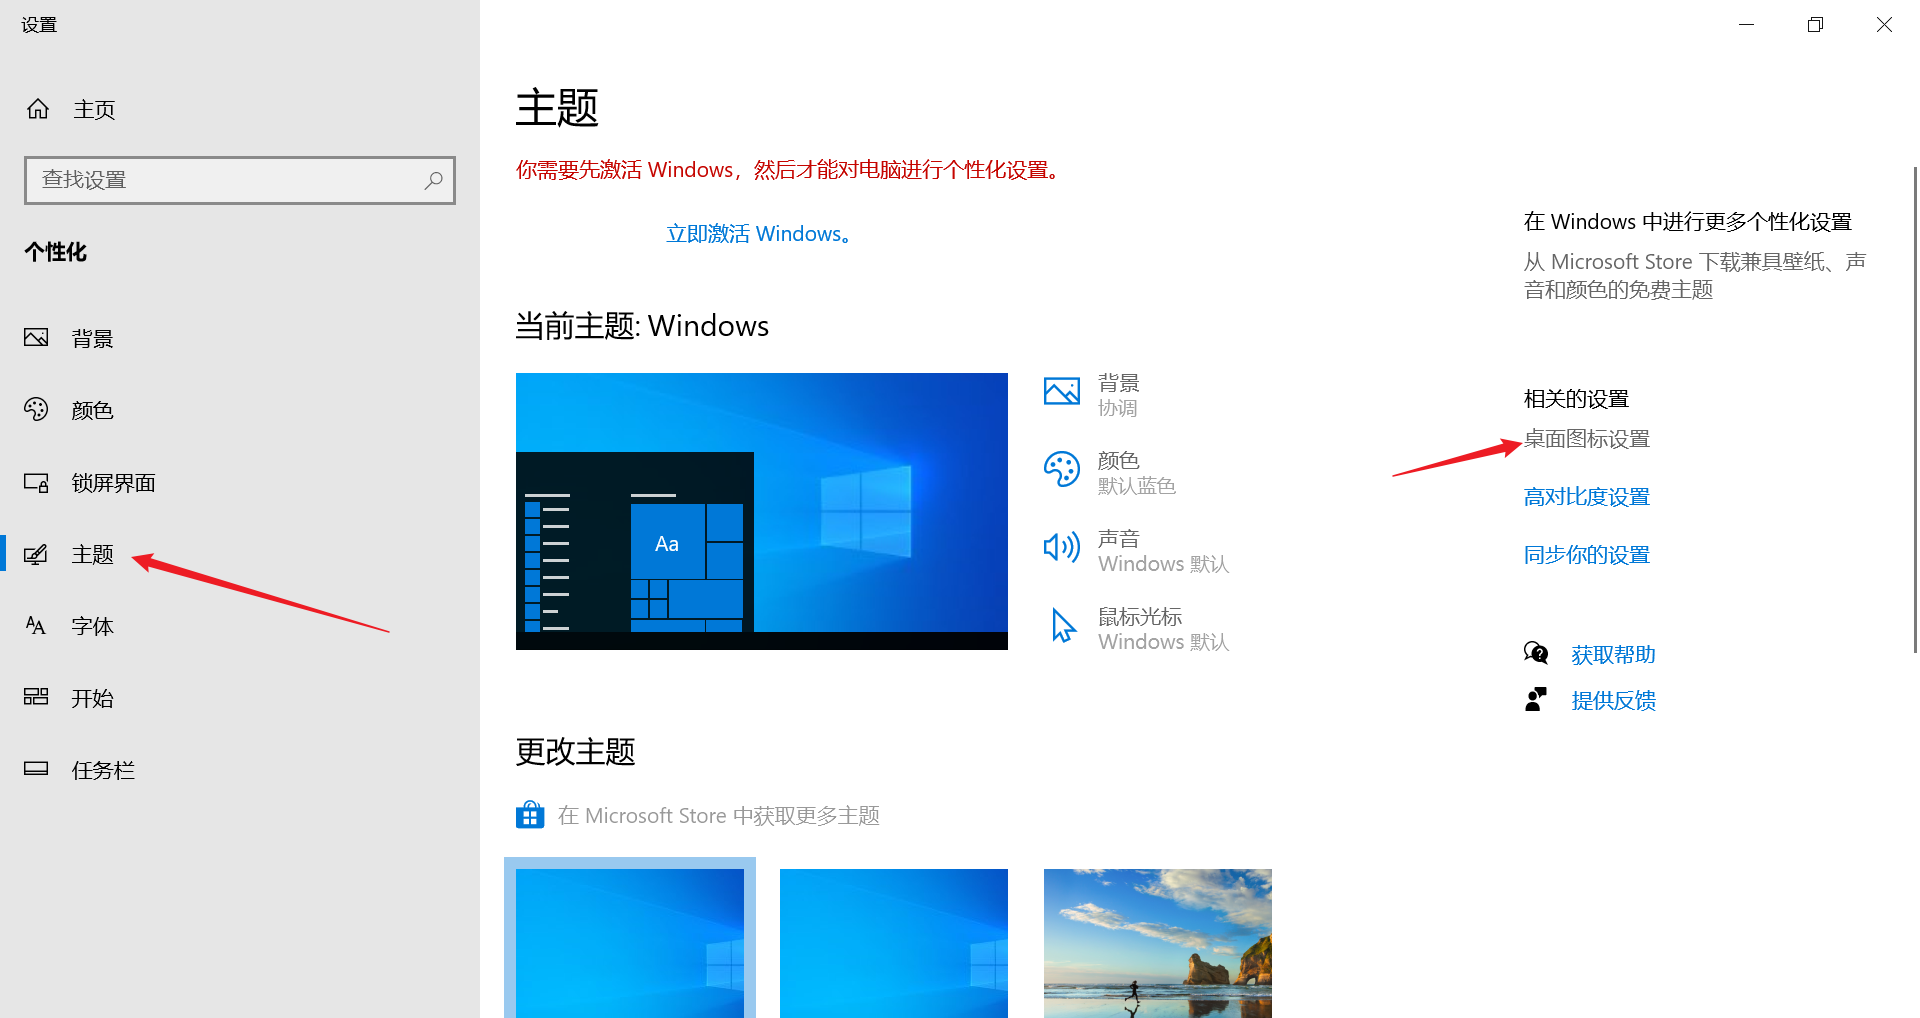 设置
主页
查找设置
个性化
背景
颜色
锁屏界面
主题
字体
开始
任务栏
主题
你需要先激活 Windows，然后才能对电脑进行个性化设置。
立即激活 Windows。
当前主题: Windows
Aa
背景
协调
颜色
默认蓝色
声音
Windows 默认
鼠标光标
Windows 默认
更改主题
在 Microsoft Store 中获取更多主题
在 Windows 中进行更多个性化设置
从 Microsoft Store 下载兼具壁纸、声
音和颜色的免费主题
相关的设置
桌面图标设置
高对比度设置
同步你的设置
获取帮助
提供反馈